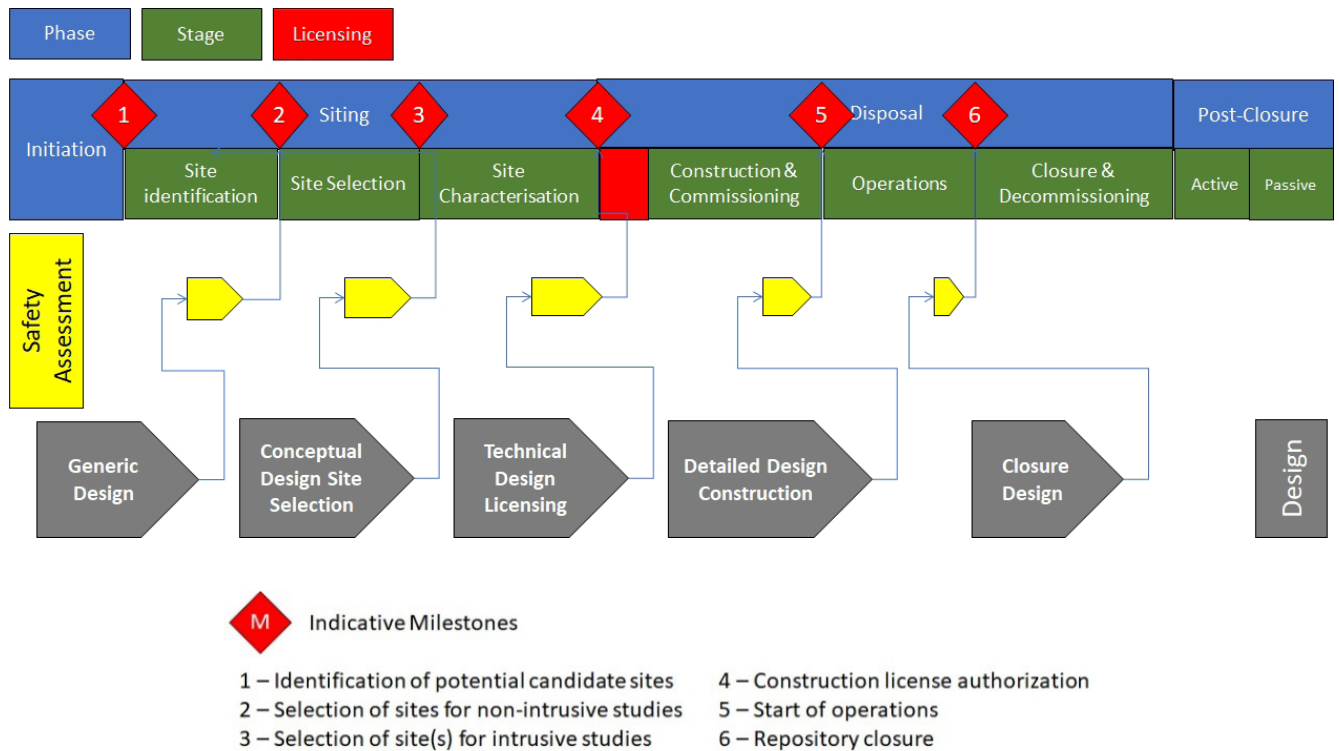 Phase
Stage
Licensing
1
2
Siting
3
4
5
Disposal
6
Post-Closure
Initiation
Site
identification
Site Selection
Site
Characterisation
Construction &
Commissioning
Operations
Closure &
Decommissioning
Active
Passive
Safety
Assessment
Generic
Design
Conceptual
Design Site
Selection
Technical
Design
Licensing
Detailed Design
Construction
Closure
Design
Design
M
Indicative Milestones
1 – Identification of potential candidate sites
2 – Selection of sites for non-intrusive studies
3 – Selection of site(s) for intrusive studies
4 – Construction license authorization
5 – Start of operations
6 – Repository closure